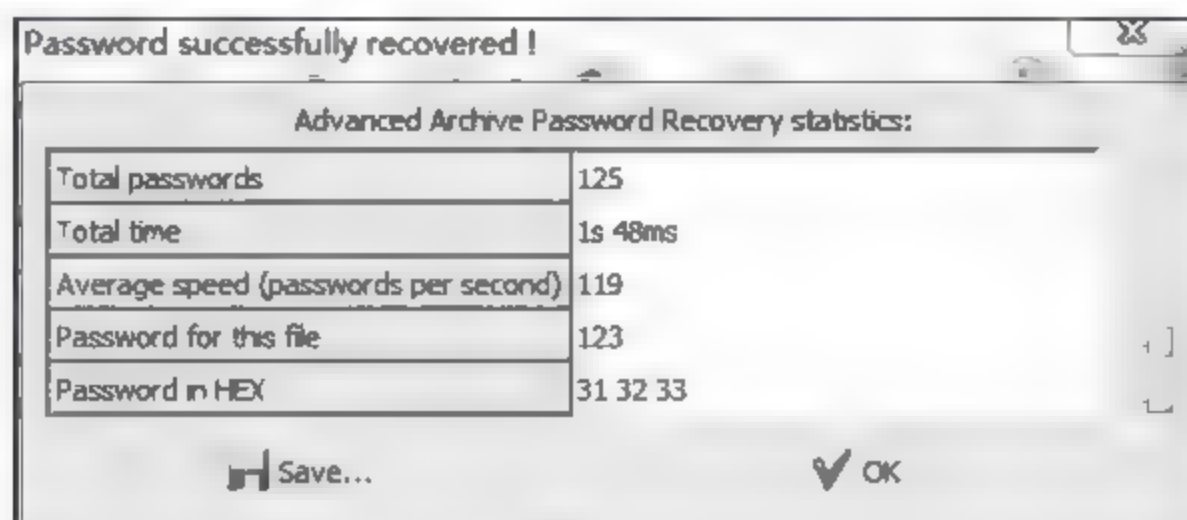 Password successfully recovered !
Advanced Archive Password Recovery statistics:
Total passwords 125
Total time 1s 48ms
Average speed (passwords per second) 119
Password for this file 123
Password in HEX 31 32 33
Save... OK